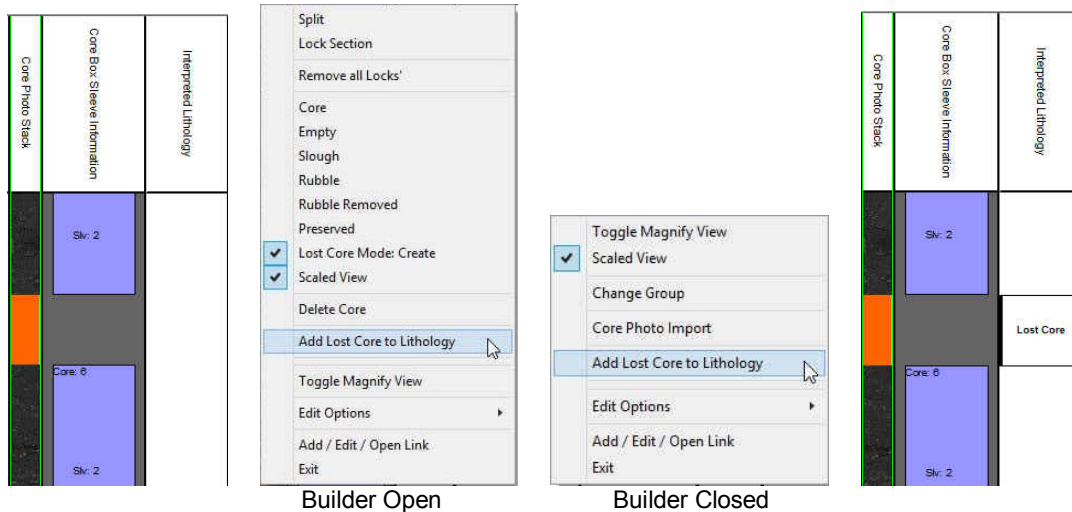 Core Photo Stack
Core Box Sleeve Information
Interpreted Lithology
Slv: 2
Core: 6
Slv: 2
Split
Lock Section
Remove all Locks'
Core
Empty
Slough
Rubble
Rubble Removed
Preserved
Lost Core Mode: Create
Scaled View
Delete Core
Add Lost Core to Lithology
Toggle Magnify View
Edit Options
Add / Edit / Open Link
Exit
Builder Open
Toggle Magnify View
Scaled View
Change Group
Core Photo Import
Add Lost Core to Lithology
Edit Options
Add / Edit / Open Link
Exit
Builder Closed
Core Photo Stack
Core Box Sleeve Information
Interpreted Lithology
Slv: 2
Lost Core
Core: 6
Slv: 2